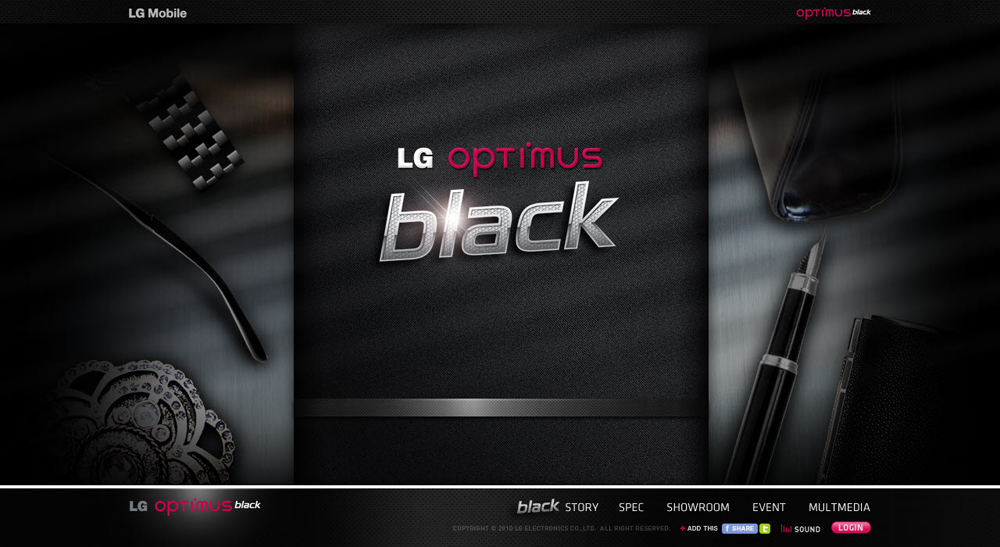 LG Mobile
optimus black
LG optimus
black
LG optimus black
black STORY SPEC SHOWROOM EVENT MULTMEDIA
COPYRIGHT © 2010 LG ELECTRONICS CO.,LTD. ALL RIGHT RESERVED. + ADD THIS f SHARE t SOUND LOGIN